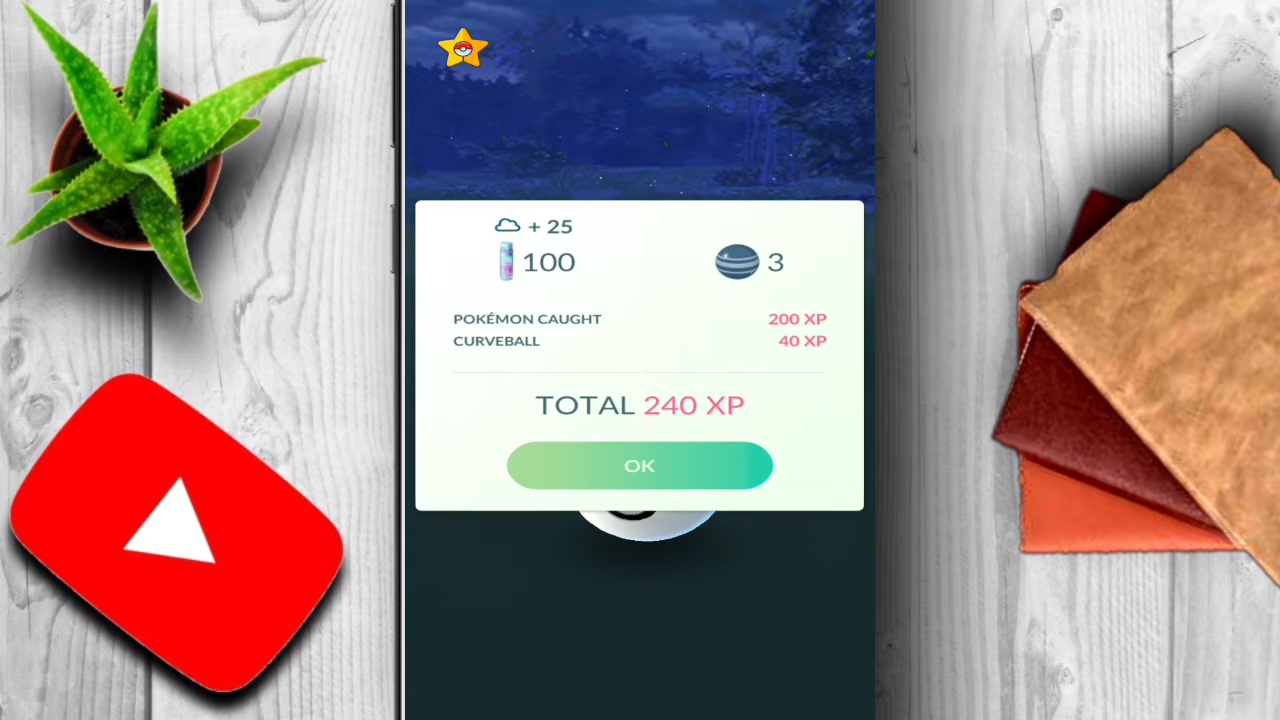 + 25
100
3
POKÉMON CAUGHT 200 XP
CURVEBALL 40 XP
TOTAL 240 XP
OK